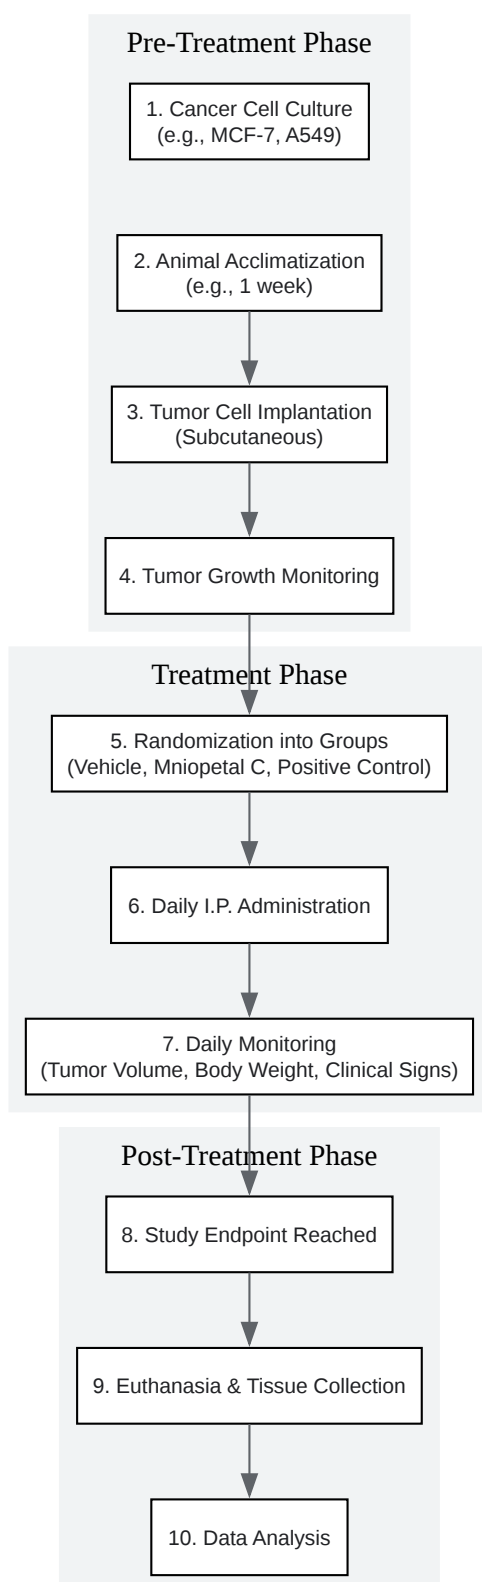 Pre-Treatment Phase
1. Cancer Cell Culture
(e.g., MCF-7, A549)
2. Animal Acclimatization
(e.g., 1 week)
3. Tumor Cell Implantation
(Subcutaneous)
4. Tumor Growth Monitoring
Treatment Phase
5. Randomization into Groups
(Vehicle, Mniopetal C, Positive Control)
6. Daily I.P. Administration
7. Daily Monitoring
(Tumor Volume, Body Weight, Clinical Signs)
Post-Treatment Phase
8. Study Endpoint Reached
9. Euthanasia & Tissue Collection
10. Data Analysis